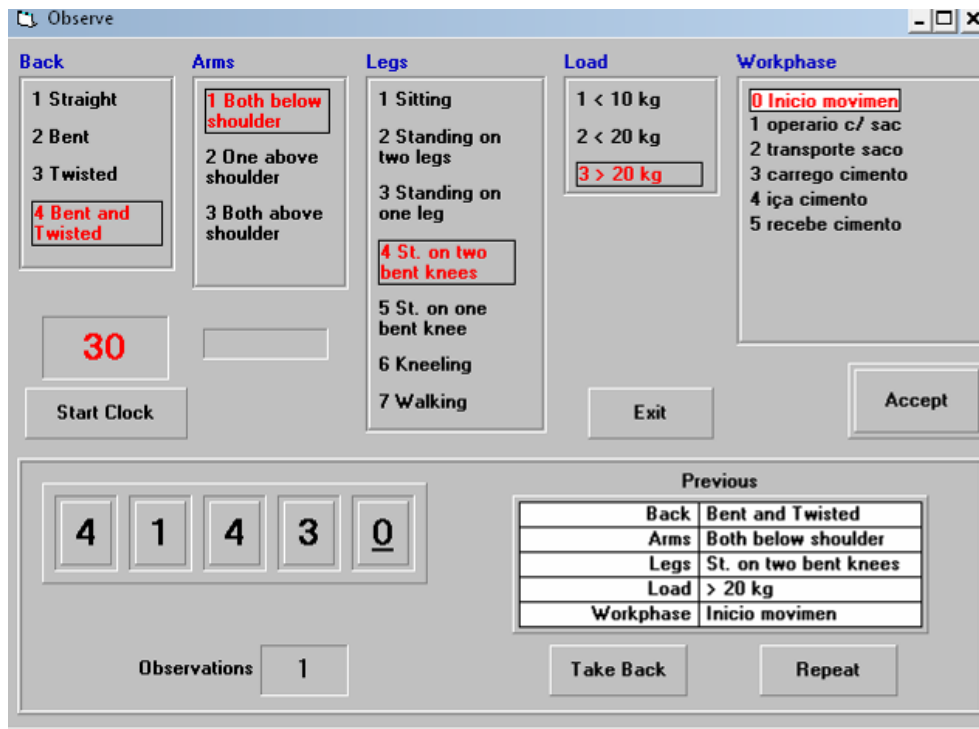 Observe
Back
1 Straight
2 Bent
3 Twisted
4 Bent and
Twisted
Arms
1 Both below
shoulder
2 One above
shoulder
3 Both above
shoulder
Legs
1 Sitting
2 Standing on
two legs
3 Standing on
one leg
4 St. on two
bent knees
5 St. on one
bent knee
6 Kneeling
7 Walking
Load
1 < 10 kg
2 < 20 kg
3 > 20 kg
Workphase
0 Inicio movimen
1 operario c/ sac
2 transporte saco
3 carrego cimento
4 iça cimento
5 recebe cimento
30
Start Clock
Exit
Accept
4 1 4 3 0
Observations 1
Previous
Back Bent and Twisted
Arms Both below shoulder
Legs St. on two bent knees
Load > 20 kg
Workphase Inicio movimen
Take Back
Repeat